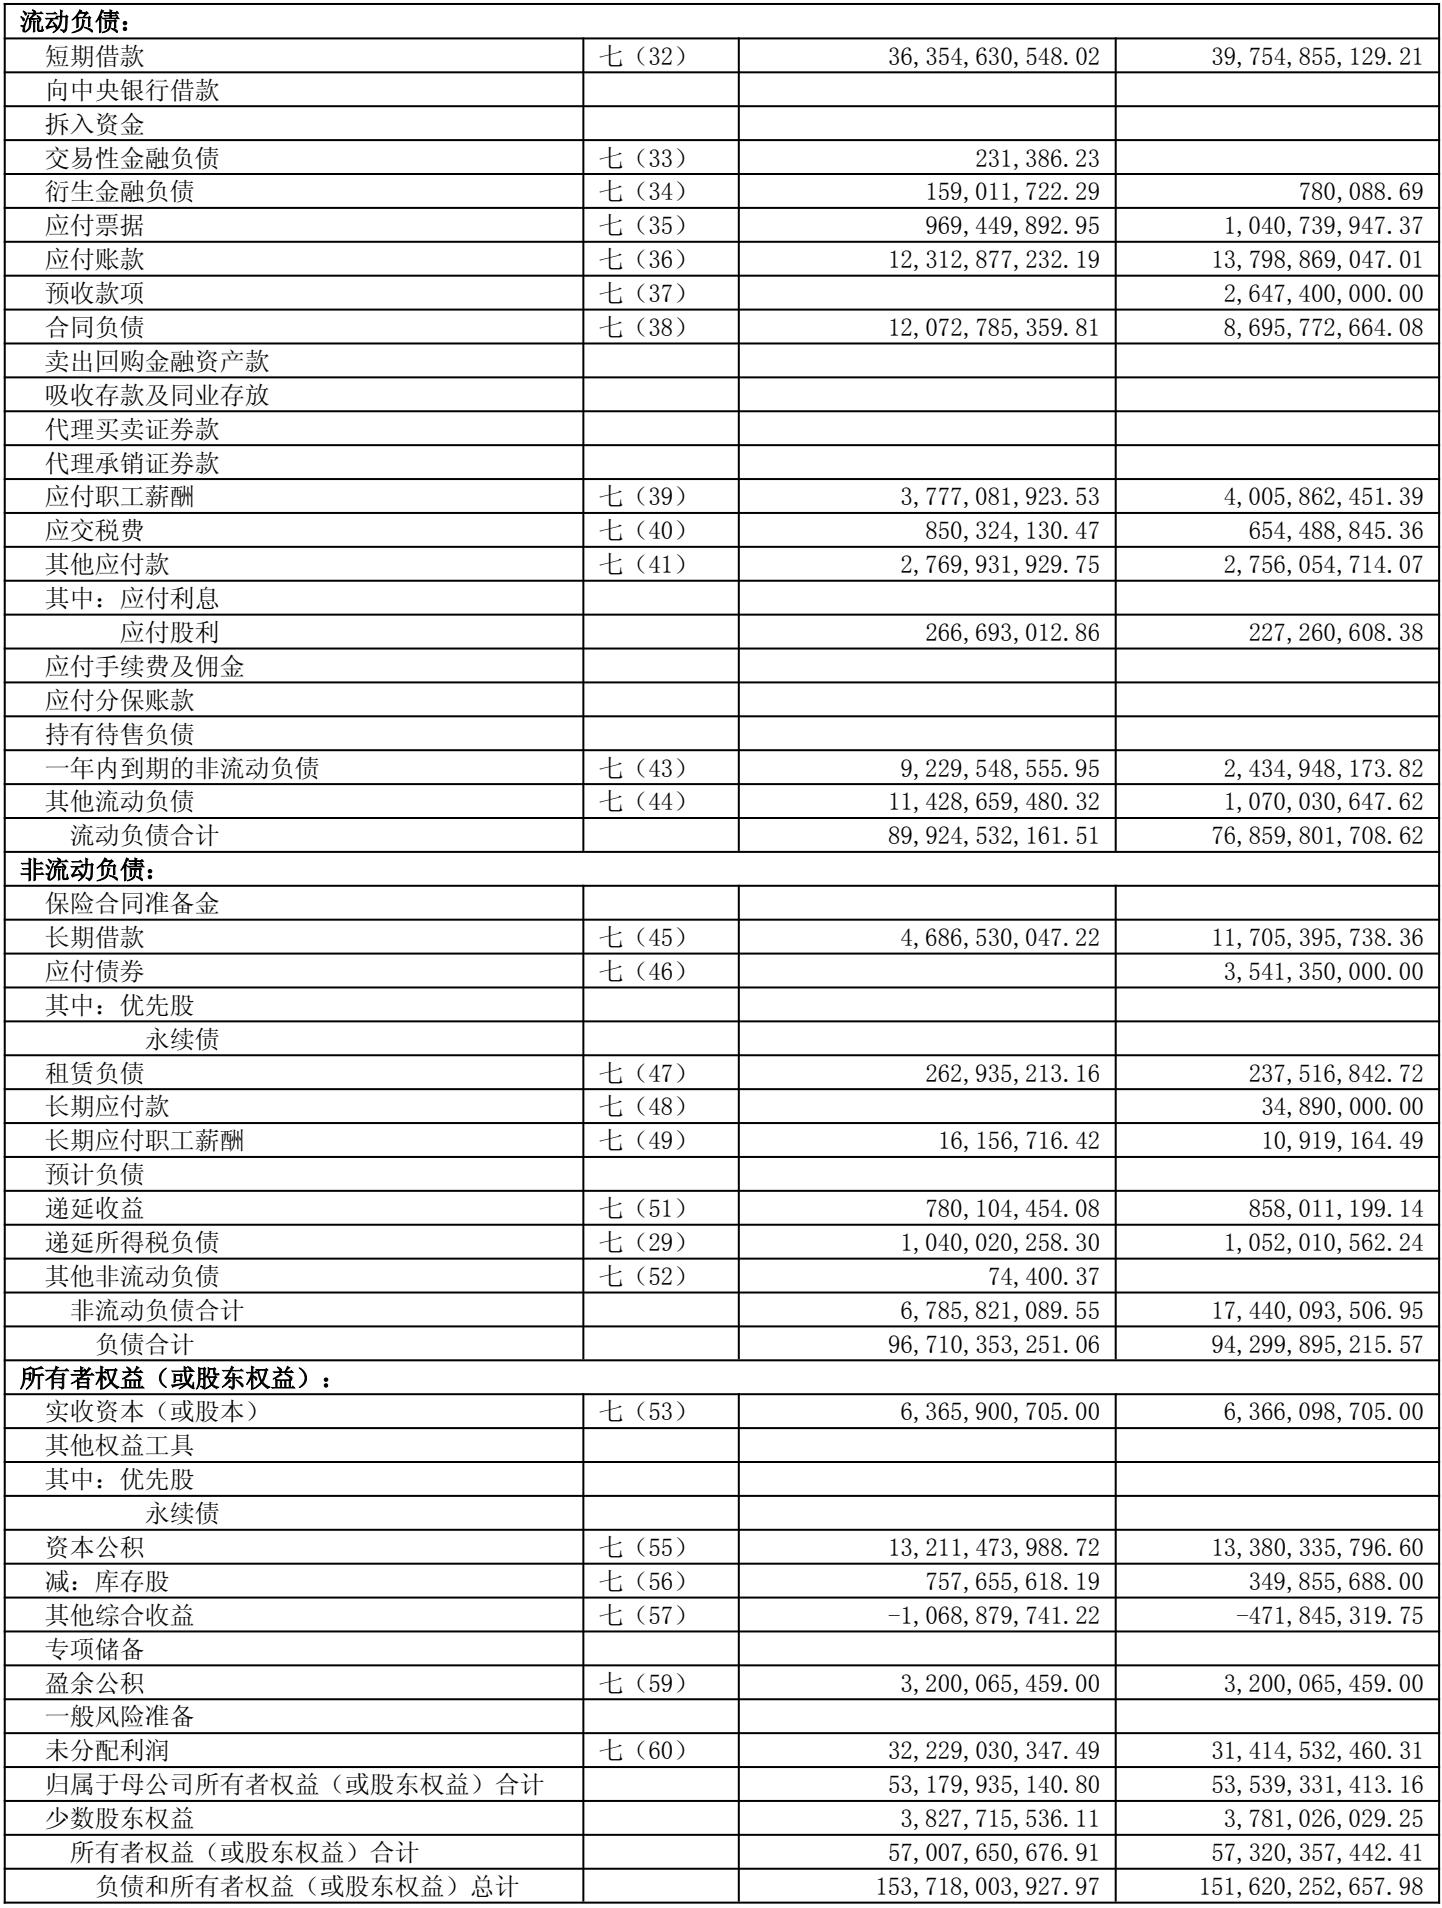 流动负债：
短期借款 七（32） 36,354,630,548.02 39,754,855,129.21
向中央银行借款
拆入资金
交易性金融负债 七（33） 231,386.23
衍生金融负债 七（34） 159,011,722.29 780,088.69
应付票据 七（35） 969,449,892.95 1,040,739,947.37
应付账款 七（36） 12,312,877,232.19 13,798,869,047.01
预收款项 七（37） 2,647,400,000.00
合同负债 七（38） 12,072,785,359.81 8,695,772,664.08
卖出回购金融资产款
吸收存款及同业存放
代理买卖证券款
代理承销证券款
应付职工薪酬 七（39） 3,777,081,923.53 4,005,862,451.39
应交税费 七（40） 850,324,130.47 654,488,845.36
其他应付款 七（41） 2,769,931,929.75 2,756,054,714.07
其中：应付利息
应付股利 266,693,012.86 227,260,608.38
应付手续费及佣金
应付分保账款
持有待售负债
一年内到期的非流动负债 七（43） 9,229,548,555.95 2,434,948,173.82
其他流动负债 七（44） 11,428,659,480.32 1,070,030,647.62
流动负债合计 89,924,532,161.51 76,859,801,708.62
非流动负债：
保险合同准备金
长期借款 七（45） 4,686,530,047.22 11,705,395,738.36
应付债券 七（46） 3,541,350,000.00
其中：优先股
永续债
租赁负债 七（47） 262,935,213.16 237,516,842.72
长期应付款 七（48） 34,890,000.00
长期应付职工薪酬 七（49） 16,156,716.42 10,919,164.49
预计负债
递延收益 七（51） 780,104,454.08 858,011,199.14
递延所得税负债 七（29） 1,040,020,258.30 1,052,010,562.24
其他非流动负债 七（52） 74,400.37
非流动负债合计 6,785,821,089.55 17,440,093,506.95
负债合计 96,710,353,251.06 94,299,895,215.57
所有者权益（或股东权益）：
实收资本（或股本） 七（53） 6,365,900,705.00 6,366,098,705.00
其他权益工具
其中：优先股
永续债
资本公积 七（55） 13,211,473,988.72 13,380,335,796.60
减：库存股 七（56） 757,655,618.19 349,855,688.00
其他综合收益 七（57） -1,068,879,741.22 -471,845,319.75
专项储备
盈余公积 七（59） 3,200,065,459.00 3,200,065,459.00
一般风险准备
未分配利润 七（60） 32,229,030,347.49 31,414,532,460.31
归属于母公司所有者权益（或股东权益）合计 53,179,935,140.80 53,539,331,413.16
少数股东权益 3,827,715,536.11 3,781,026,029.25
所有者权益（或股东权益）合计 57,007,650,676.91 57,320,357,442.41
负债和所有者权益（或股东权益）总计 153,718,003,927.97 151,620,252,657.98